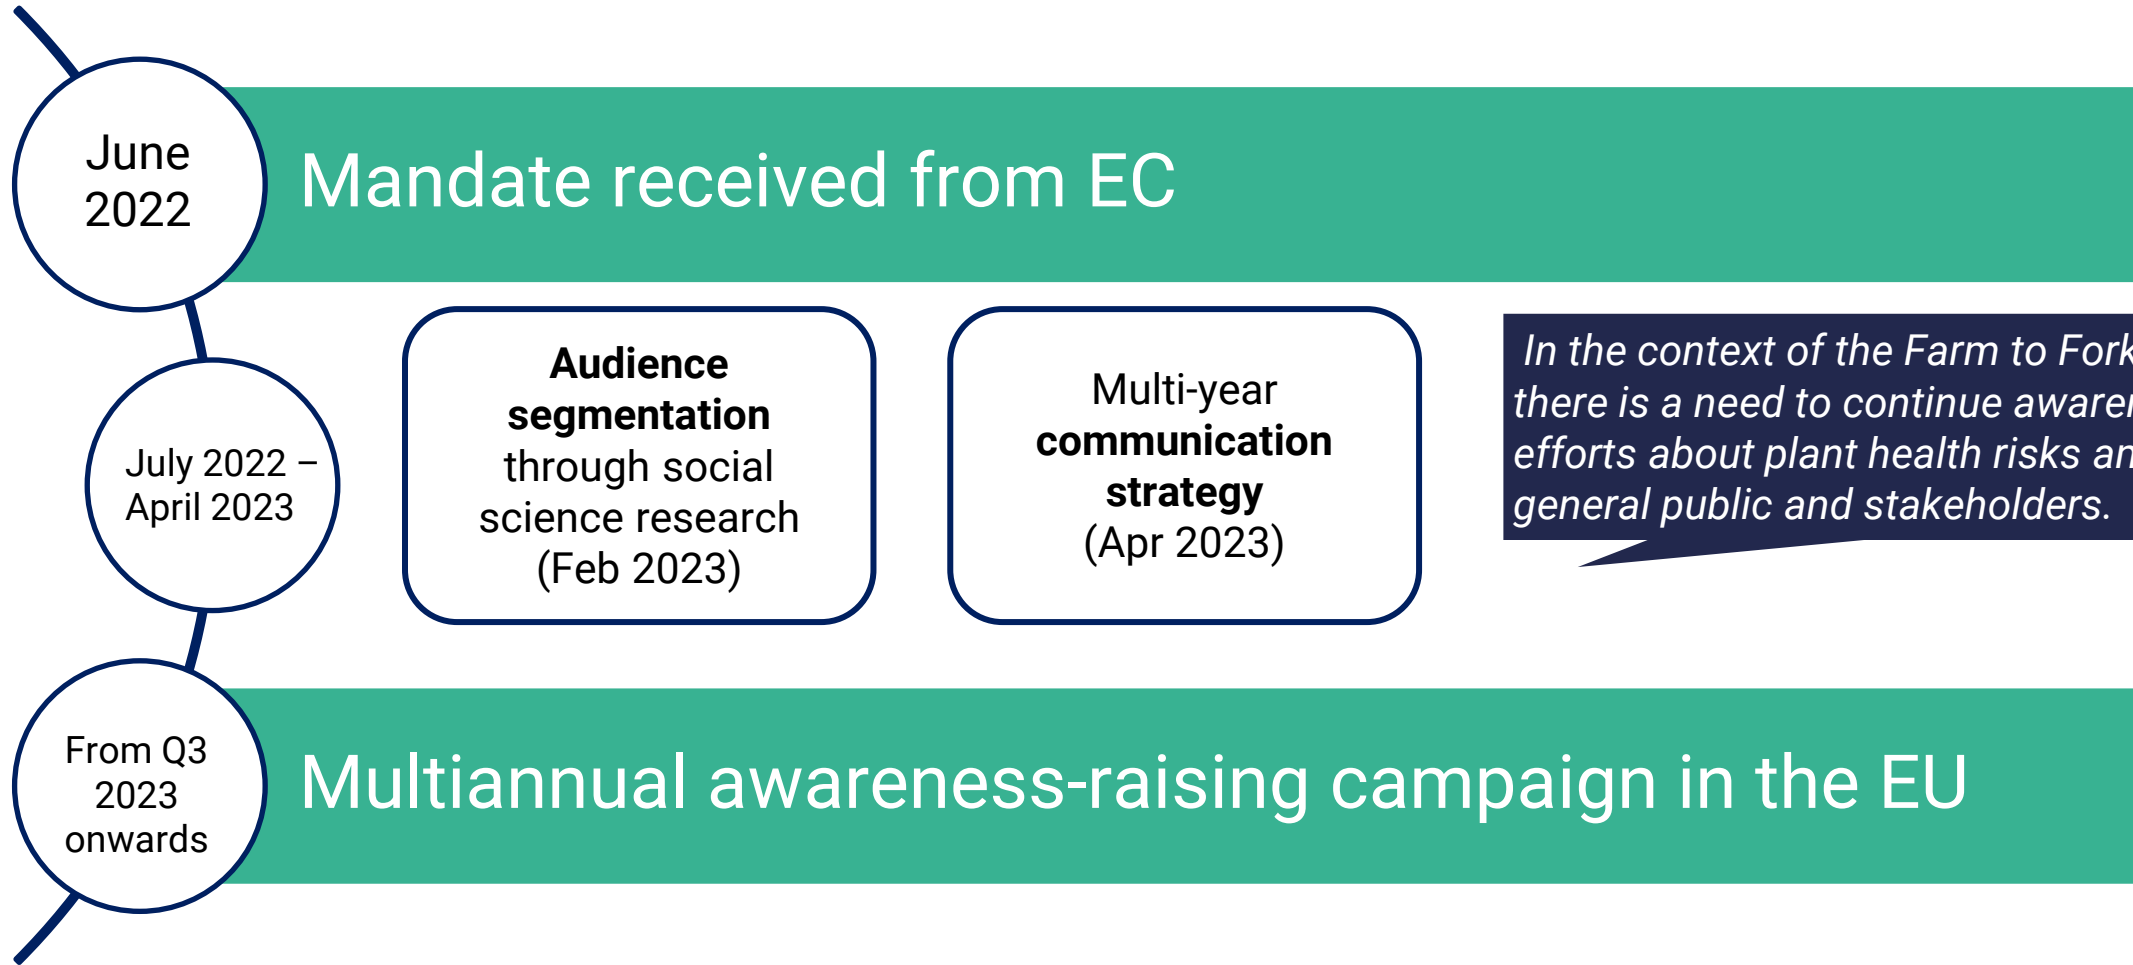 June
2022
Mandate received from EC
July 2022 –
April 2023
Audience
segmentation
through social
science research
(Feb 2023)
Multi-year
communication
strategy
(Apr 2023)
In the context of the Farm to Fork
there is a need to continue
efforts about plant health risks
general public and stakeholders.
From Q3
2023
onwards
Multiannual awareness-raising campaign in the EU